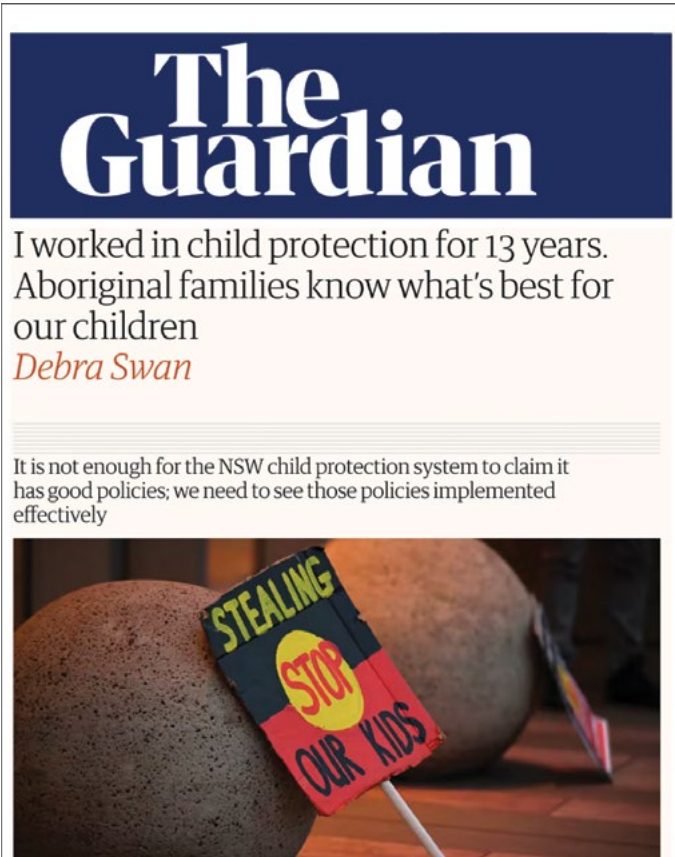 The
Guardian
I worked in child protection for 13 years.
Aboriginal families know what's best for
our children
Debra Swan
It is not enough for the NSW child protection system to claim it
has good policies; we need to see those policies implemented
effectively
STEALING
STOP
OUR KIDS